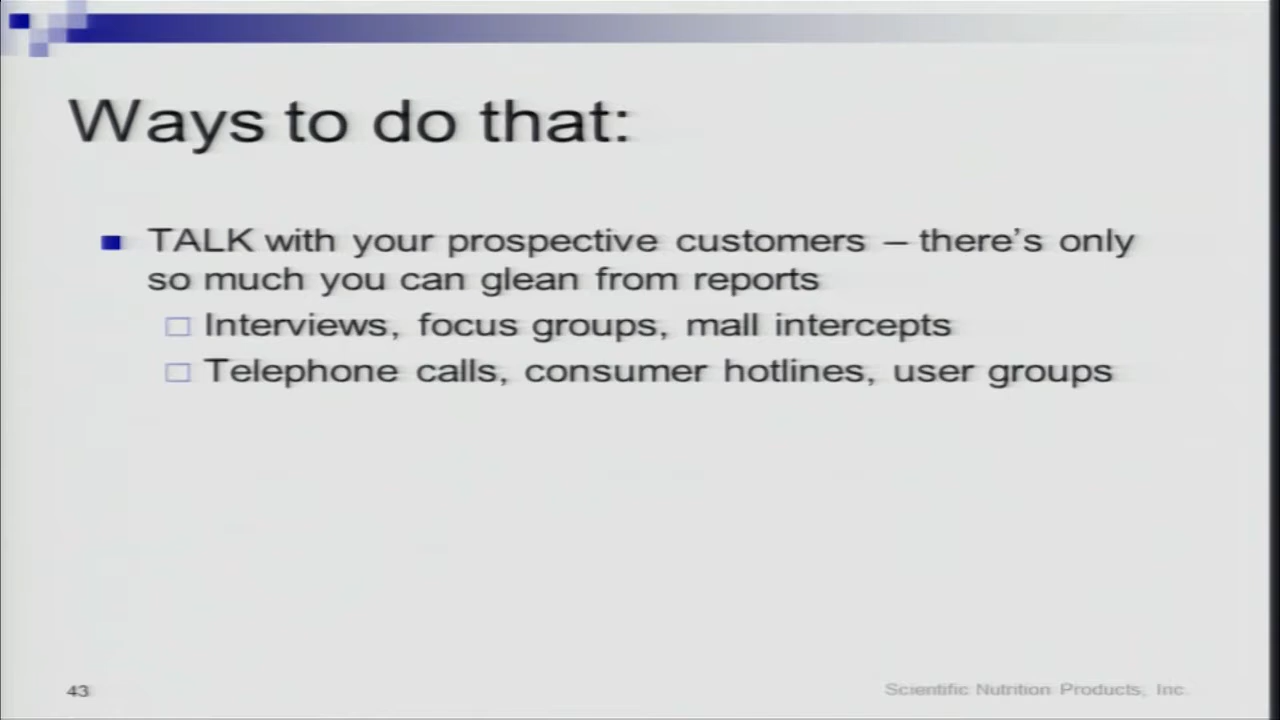 Ways to do that:
TALK with your prospective customers – there's only
so much you can glean from reports
Interviews, focus groups, mall intercepts
Telephone calls, consumer hotlines, user groups
43
Scientific Nutrition Products, Inc.